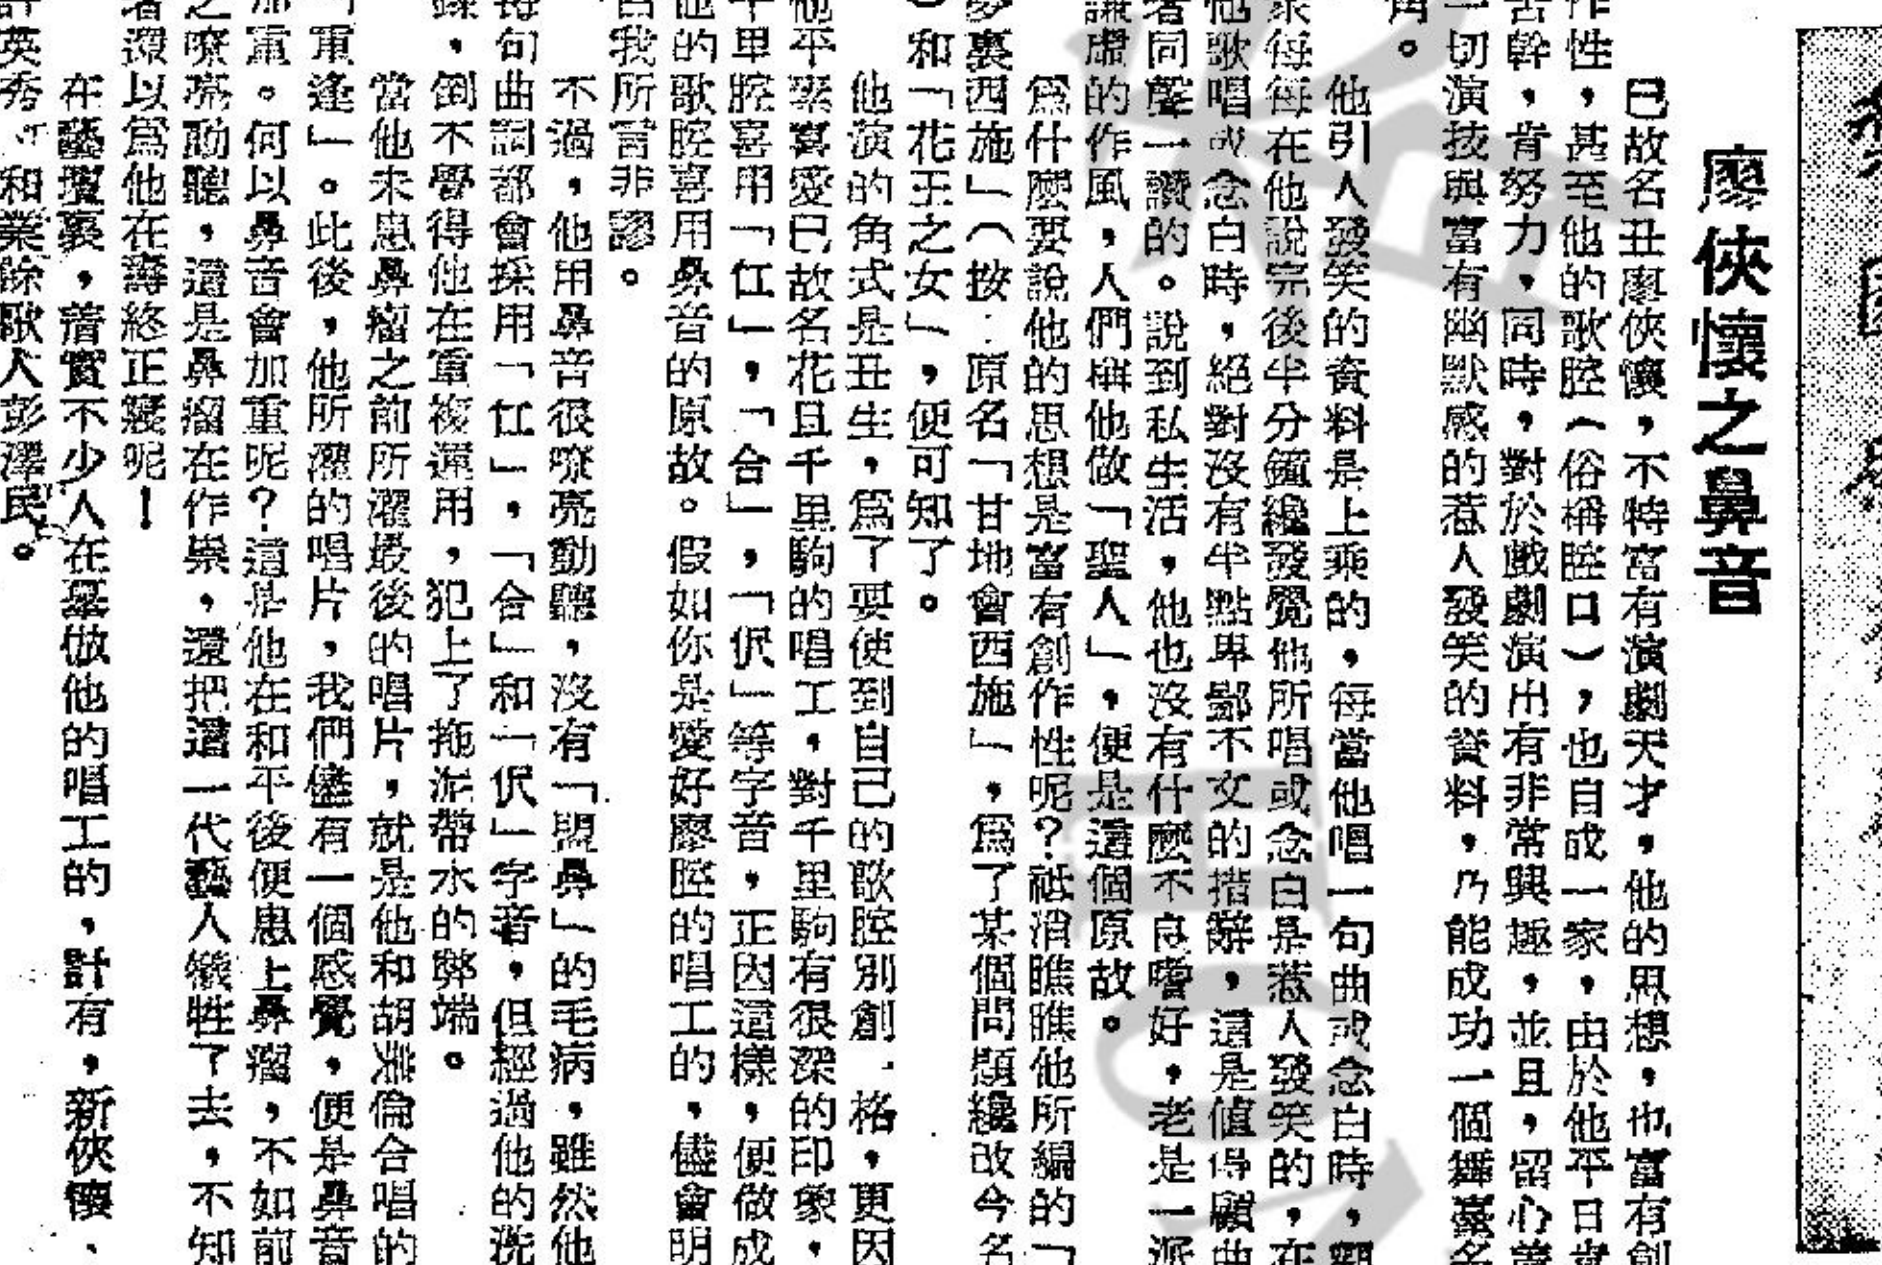 廖俠懷之鼻音
已故名丑廖俠懷，不特富有演劇天才，他的思想，也富有創
作性，甚至他的歌腔（俗稱腔口），也自成一家，由於他平日
苦幹，肯努力，同時，對於戲劇演出有非常興趣，並且，留心
一切演技與富有幽默感的惹人發笑的資料，乃能成功一個舞臺名
角。
他引人發笑的資料是上乘的，每當他唱一句曲或念白時，
每每在他說完後半分鐘纔發覺他所唱或念白是惹人發笑的，在
他歌唱或念白時，絕對沒有半點卑鄙不文的措辭，這是值得顧曲
者同聲一讚的。說到私生活，他也沒有什麼不良嗜好，老是一派
謙虛的作風，人們稱他做「聖人」，便是這個原故。
爲什麼要說他的思想是富有創作性呢？祗消瞧瞧他所編的「
夢裏西施」（按：原名「甘地會西施」，爲了某個問題纔改今名
）和「花王之女」，便可知了。
他演的角式是丑生，爲了要使到自己的歌腔別創一格，更因
他平素喜愛已故名花旦千里駒的唱工，對千里駒有很深的印象，
千里腔喜用「仜」，「合」，「伬」等字音，正因這樣，便做成
他的歌腔喜用鼻音的原故。假如你是愛好廖腔的唱工的，儘會明
白我所言非謬。
不過，他用鼻音很嘹亮動聽，沒有「盟鼻」的毛病，雖然他
每句曲詞都會採用「仜」，「合」和「伬」字音，但經過他的洗
鍊，倒不覺得他在重複運用，犯上了拖泥帶水的弊端。
當他未患鼻瘤之前所灌最後的唱片，就是他和胡漱倫合唱的
「重逢」。此後，他所灌的唱片，我們儘有一個感覺，便是鼻音
加重。何以鼻音會加重呢？這是他在和平後便患上鼻瘤，不如前
之嘹亮動聽，還是鼻瘤在作祟，還把這一代藝人犧牲了去，不知
者還以爲他在壽終正寢呢！
在藝壇裏，着實不少人在摹倣他的唱工的，計有，新俠懷、
許英秀，和業餘歌人彭澤民。